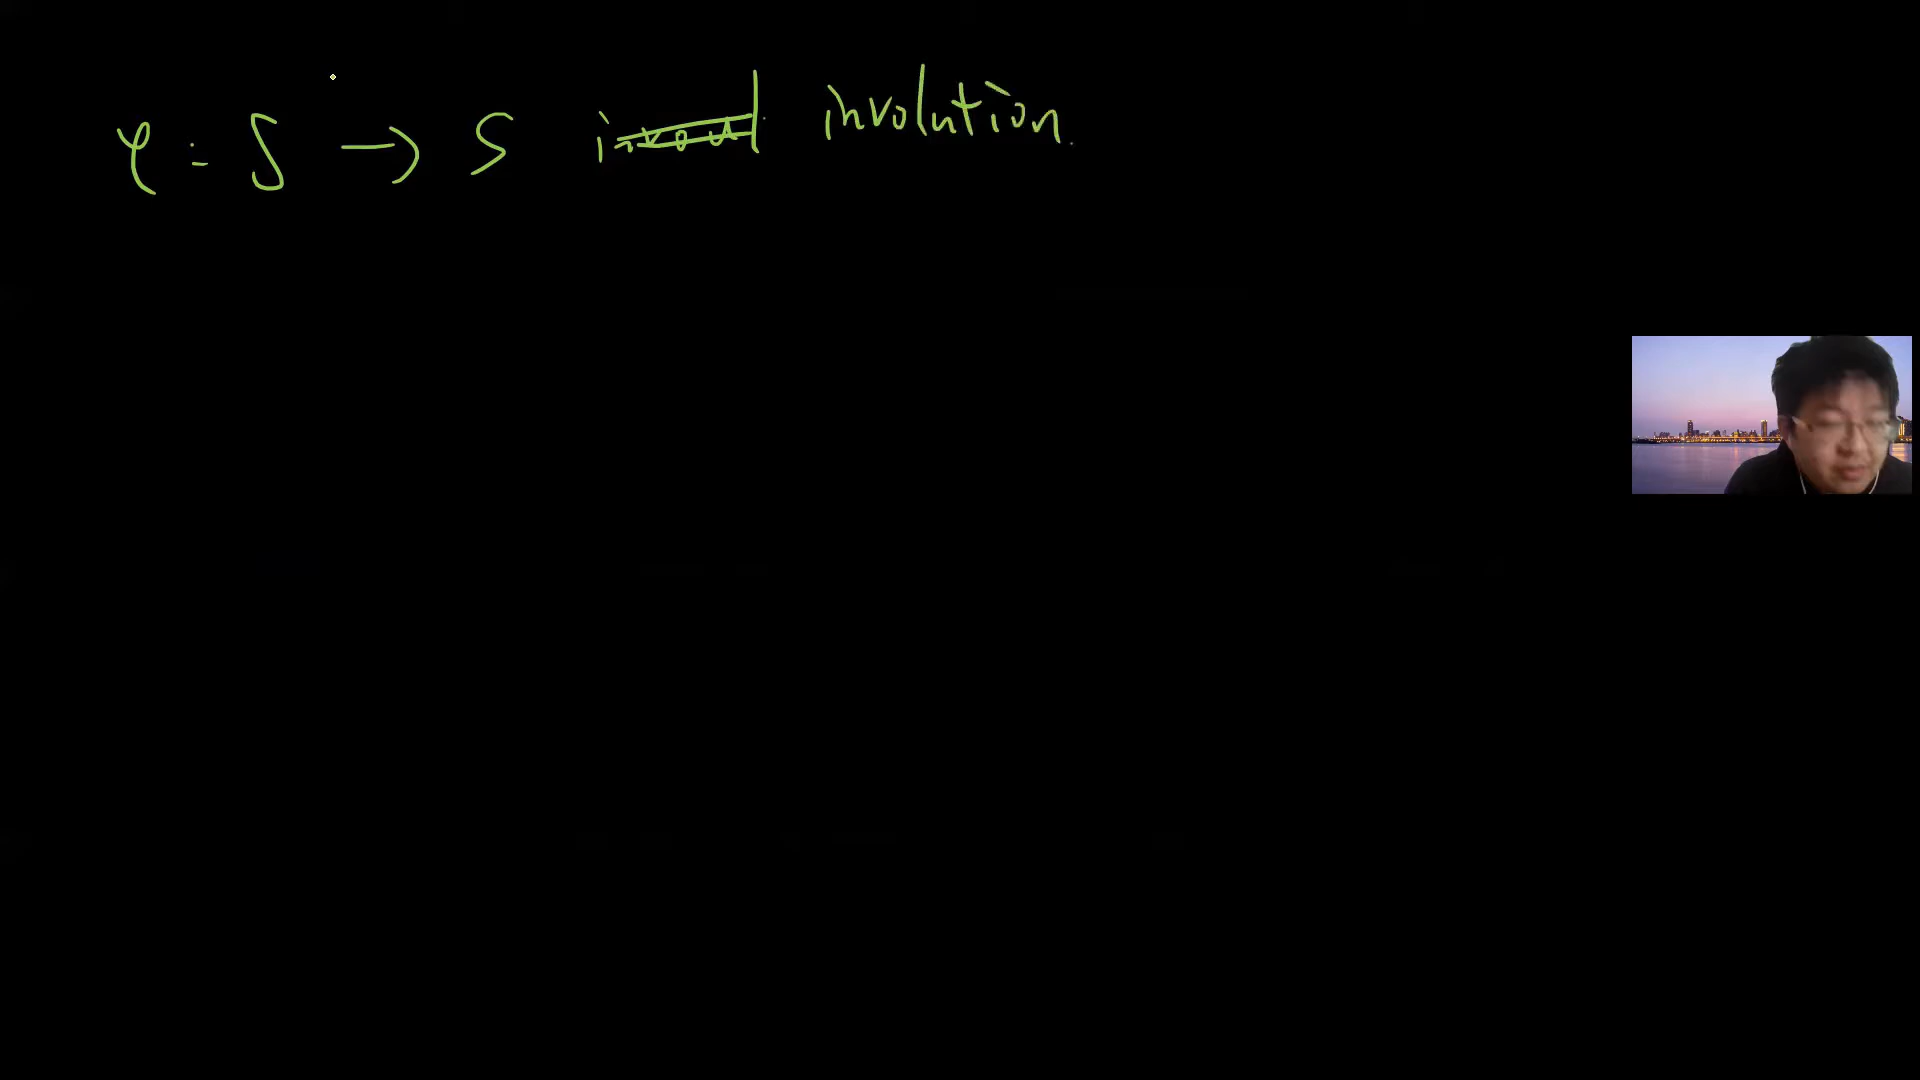 φ : S → S involution.